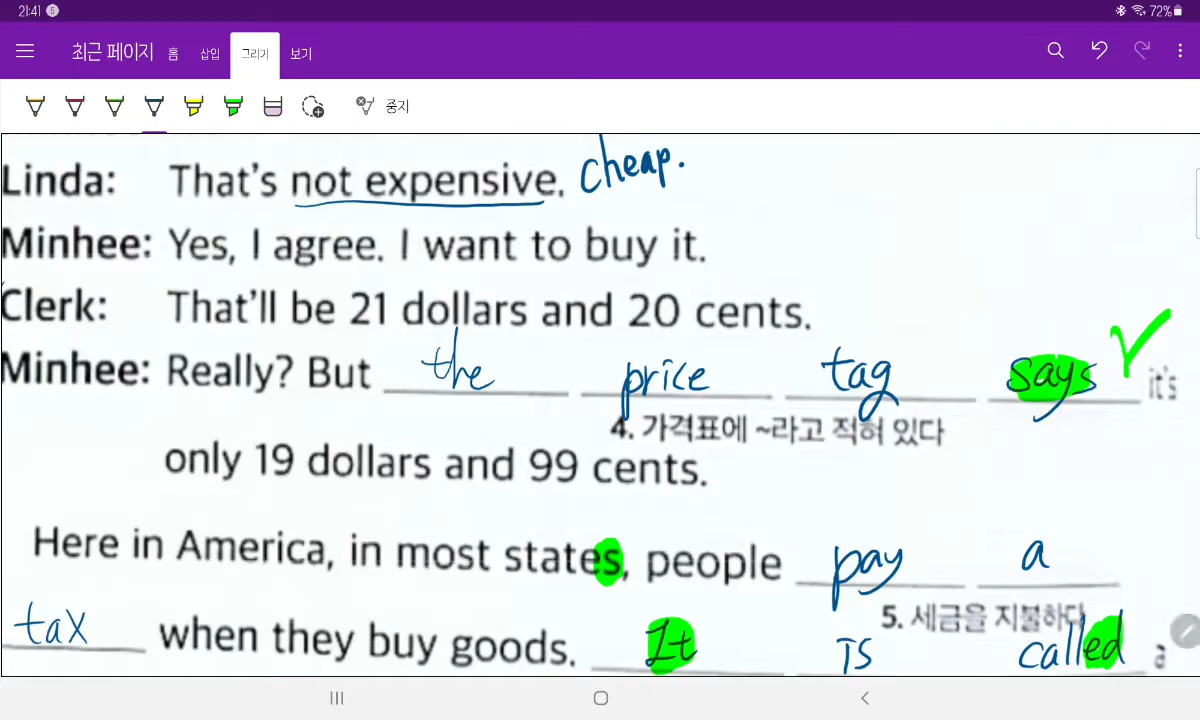 21:41 5 72%
최근 페이지 홈 삽입 그리기 보기
중지
Linda: That's not expensive. cheap.
Minhee: Yes, I agree. I want to buy it.
Clerk: That'll be 21 dollars and 20 cents.
Minhee: Really? But the price tag says it's
4. 가격표에 ~라고 적혀 있다
only 19 dollars and 99 cents.
Here in America, in most states, people pay a
5. 세금을 지불하다
tax when they buy goods. It is called a